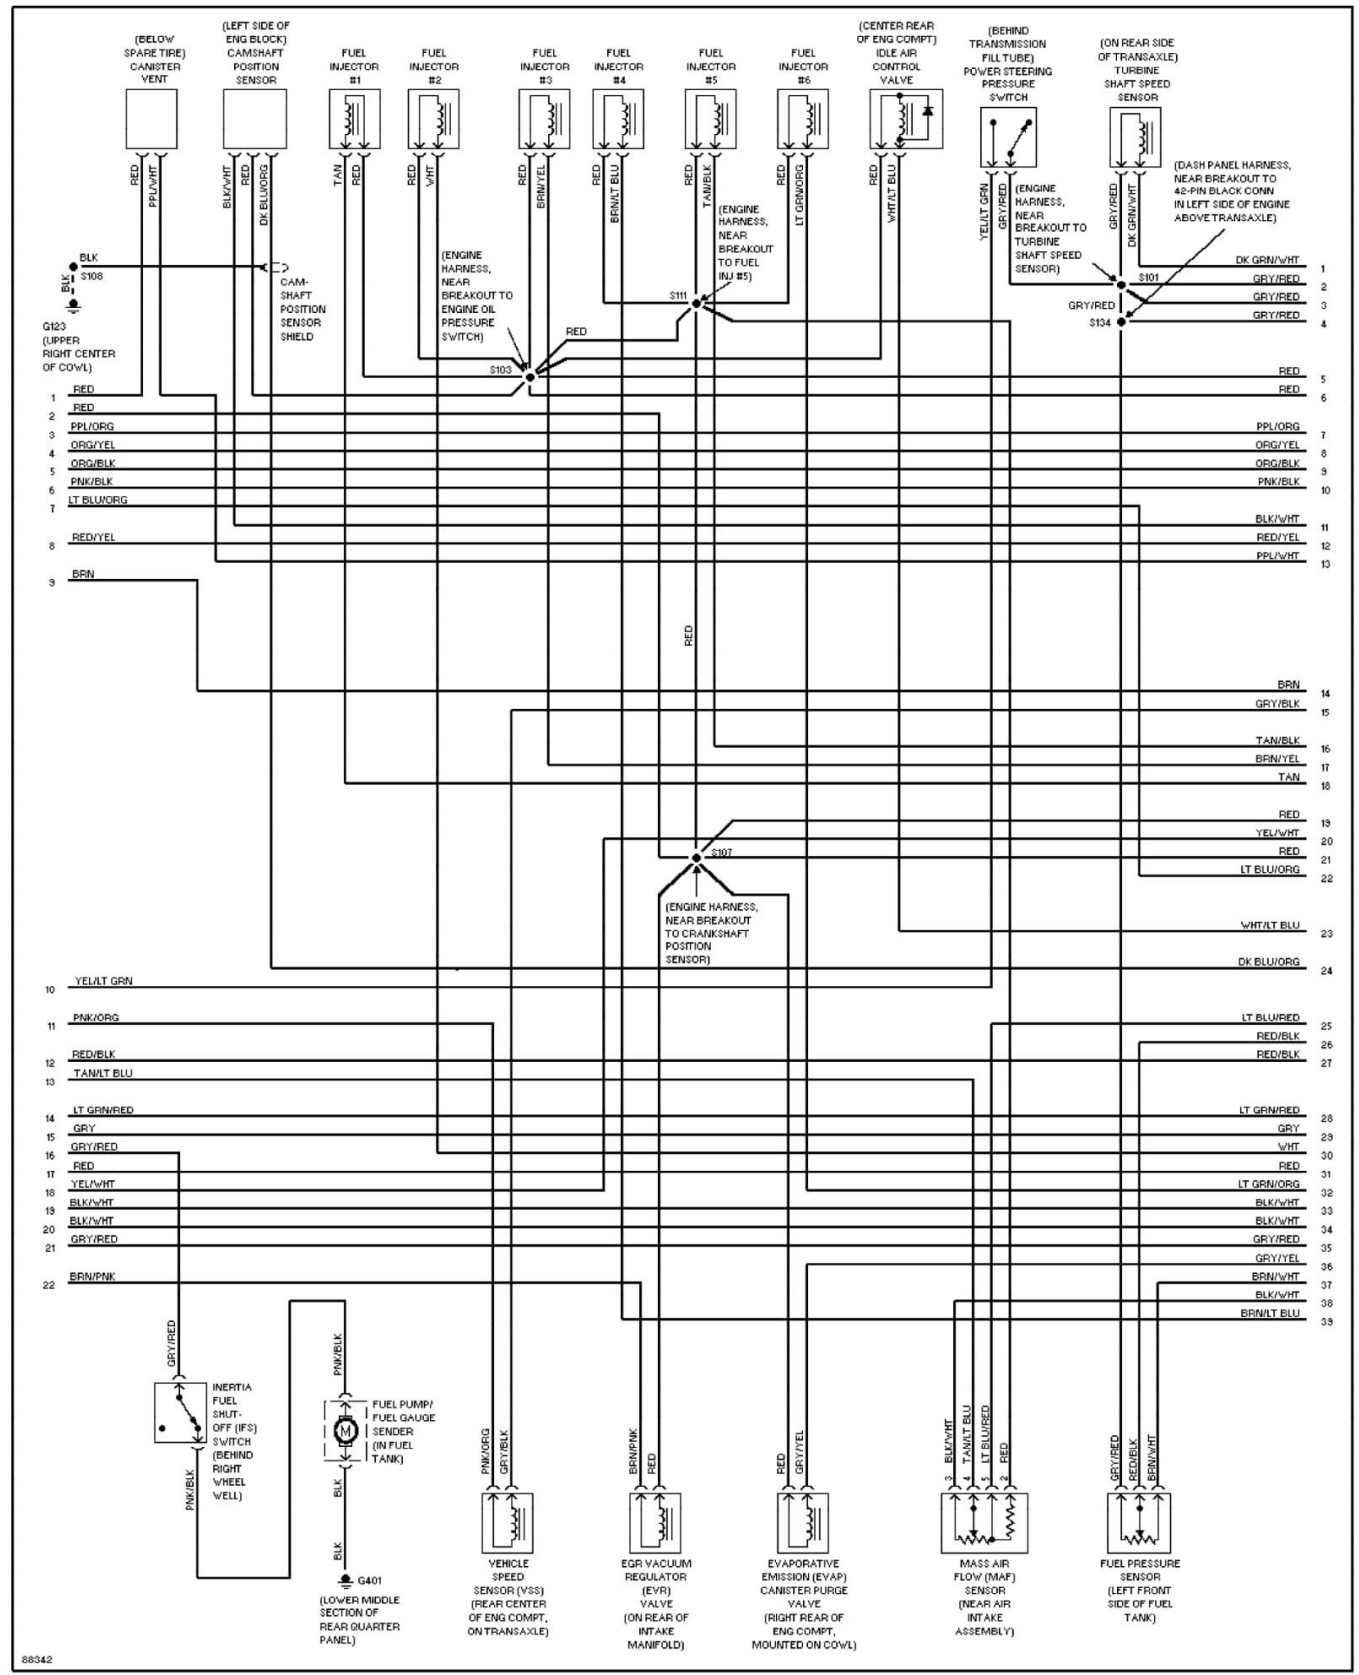 (BELOW
SPARE TIRE)
CANISTER
VENT
(LEFT SIDE OF
ENG BLOCK)
CAMSHAFT
POSITION
SENSOR
FUEL
INJECTOR
#1
FUEL
INJECTOR
#2
FUEL
INJECTOR
#3
FUEL
INJECTOR
#4
FUEL
INJECTOR
#5
FUEL
INJECTOR
#6
(CENTER REAR
OF ENG COMPT)
IDLE AIR
CONTROL
VALVE
(BEHIND
TRANSMISSION
FILL TUBE)
POWER STEERING
PRESSURE
SWITCH
(ON REAR SIDE
OF TRANSAXLE)
TURBINE
SHAFT SPEED
SENSOR
RED
PPL/WHT
BLK/WHT
RED
DK BLU/ORG
TAN
RED
RED
WHT
RED
BRN/YEL
RED
BRN/LT BLU
RED
TAN/BLK
RED
LT GRN/ORG
RED
WHT/LT BLU
YEL/LT GRN
GRY/RED
GRY/RED
DK GRN/WHT
(DASH PANEL HARNESS,
NEAR BREAKOUT TO
42-PIN BLACK CONN
IN LEFT SIDE OF ENGINE
ABOVE TRANSAXLE)
(ENGINE
HARNESS,
NEAR
BREAKOUT TO
TURBINE
SHAFT SPEED
SENSOR)
(ENGINE
HARNESS,
NEAR
BREAKOUT
TO FUEL
INJ #5)
(ENGINE
HARNESS,
NEAR
BREAKOUT TO
ENGINE OIL
PRESSURE
SWITCH)
BLK
S108
BLK
G123
(UPPER
RIGHT CENTER
OF COWL)
CAM-
SHAFT
POSITION
SENSOR
SHIELD
S111
RED
S103
S101
GRY/RED
S134
DK GRN/WHT 1
GRY/RED 2
GRY/RED 3
GRY/RED 4
RED 5
RED 6
1 RED
2 RED
3 PPL/ORG
PPL/ORG 7
4 ORG/YEL
ORG/YEL 8
5 ORG/BLK
ORG/BLK 9
6 PNK/BLK
PNK/BLK 10
7 LT BLU/ORG
BLK/WHT 11
8 RED/YEL
RED/YEL 12
PPL/WHT 13
9 BRN
RED
BRN 14
GRY/BLK 15
TAN/BLK 16
BRN/YEL 17
TAN 18
RED 19
YEL/WHT 20
S107
RED 21
LT BLU/ORG 22
(ENGINE HARNESS,
NEAR BREAKOUT
TO CRANKSHAFT
POSITION
SENSOR)
WHT/LT BLU 23
DK BLU/ORG 24
10 YEL/LT GRN
11 PNK/ORG
LT BLU/RED 25
RED/BLK 26
12 RED/BLK
RED/BLK 27
13 TAN/LT BLU
14 LT GRN/RED
LT GRN/RED 28
15 GRY
GRY 29
16 GRY/RED
WHT 30
17 RED
RED 31
18 YEL/WHT
LT GRN/ORG 32
19 BLK/WHT
BLK/WHT 33
20 BLK/WHT
BLK/WHT 34
21 GRY/RED
GRY/RED 35
GRY/YEL 36
22 BRN/PNK
BRN/WHT 37
BLK/WHT 38
BRN/LT BLU 39
GRY/RED
INERTIA
FUEL
SHUT-
OFF (IFS)
SWITCH
(BEHIND
RIGHT
WHEEL
WELL)
PNK/BLK
PNK/BLK
M
FUEL PUMP/
FUEL GAUGE
SENDER
(IN FUEL
TANK)
BLK
BLK
G401
(LOWER MIDDLE
SECTION OF
REAR QUARTER
PANEL)
PNK/ORG
GRY/BLK
VEHICLE
SPEED
SENSOR (VSS)
(REAR CENTER
OF ENG COMPT,
ON TRANSAXLE)
BRN/PNK
RED
EGR VACUUM
REGULATOR
(EVR)
VALVE
(ON REAR OF
INTAKE
MANIFOLD)
RED
GRY/YEL
EVAPORATIVE
EMISSION (EVAP)
CANISTER PURGE
VALVE
(RIGHT REAR OF
ENG COMPT,
MOUNTED ON COWL)
3 BLK/WHT
4 TAN/LT BLU
5 LT BLU/RED
2 RED
MASS AIR
FLOW (MAF)
SENSOR
(NEAR AIR
INTAKE
ASSEMBLY)
GRY/RED
RED/BLK
BRN/WHT
FUEL PRESSURE
SENSOR
(LEFT FRONT
SIDE OF FUEL
TANK)
88342